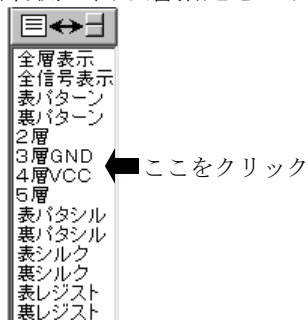 全層表示
全信号表示
表パターン
裏パターン
2層
3層GND
4層VCC
ここをクリック
5層
表パタシル
裏パタシル
表シルク
裏シルク
表レジスト
裏レジスト